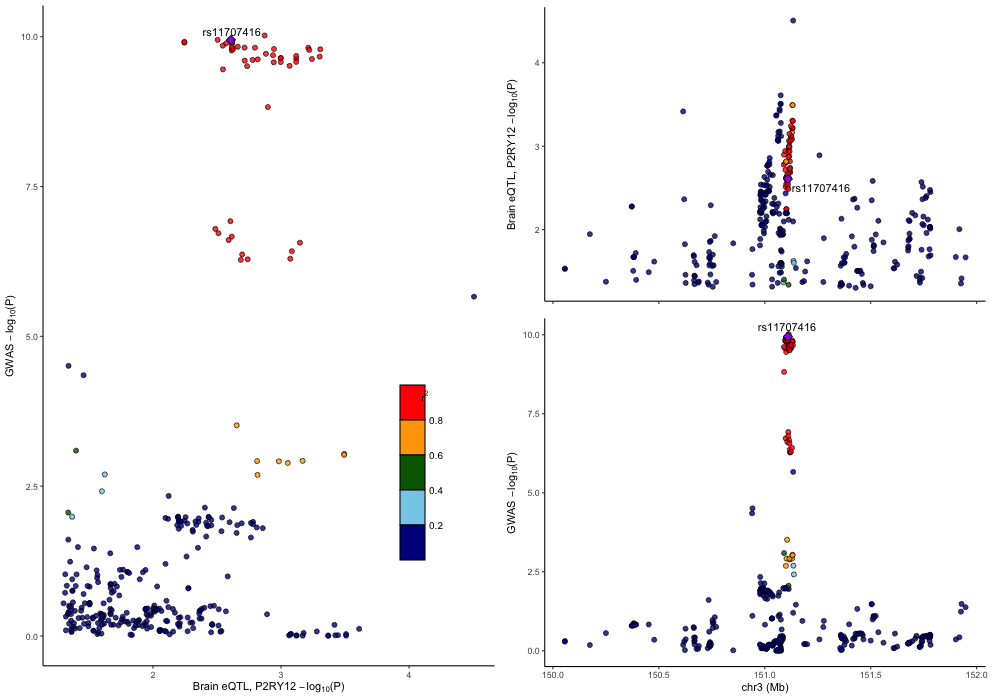 rs11707416
10.0
7.5
5.0
2.5
0.0
GWAS −log10(P)
2
3
4
Brain eQTL, P2RY12 −log10(P)
r2
0.8
0.6
0.4
0.2
4
3
2
Brain eQTL, P2RY12 −log10(P)
rs11707416
rs11707416
10.0
7.5
5.0
2.5
0.0
GWAS −log10(P)
150.0
150.5
151.0
151.5
152.0
chr3 (Mb)